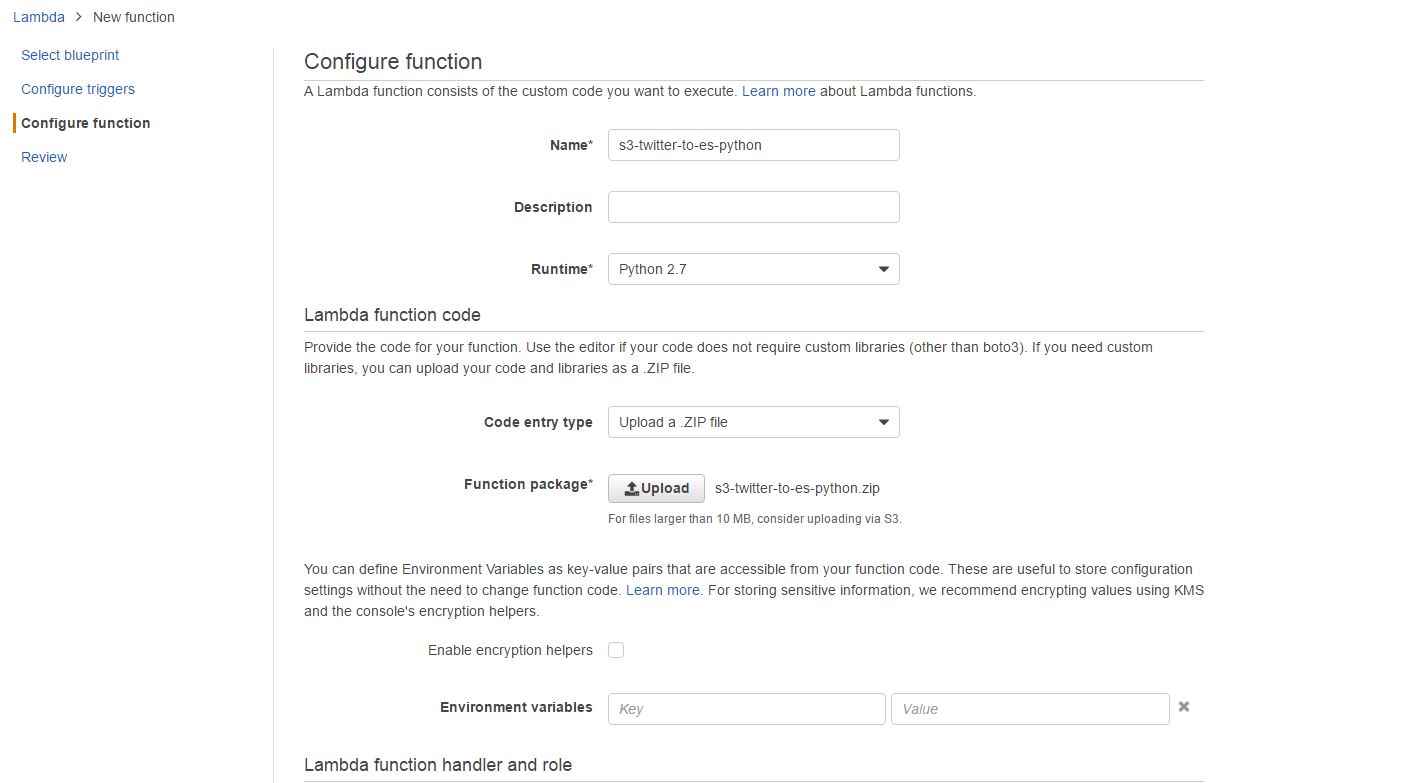 Lambda > New function
Select blueprint
Configure triggers
Configure function
Review
Configure function
A Lambda function consists of the custom code you want to execute. Learn more about Lambda functions.
Name* s3-twitter-to-es-python
Description
Runtime* Python 2.7
Lambda function code
Provide the code for your function. Use the editor if your code does not require custom libraries (other than boto3). If you need custom
libraries, you can upload your code and libraries as a .ZIP file.
Code entry type Upload a .ZIP file
Function package* Upload s3-twitter-to-es-python.zip
For files larger than 10 MB, consider uploading via S3.
You can define Environment Variables as key-value pairs that are accessible from your function code. These are useful to store configuration
settings without the need to change function code. Learn more. For storing sensitive information, we recommend encrypting values using KMS
and the console's encryption helpers.
Enable encryption helpers
Environment variables Key Value
Lambda function handler and role